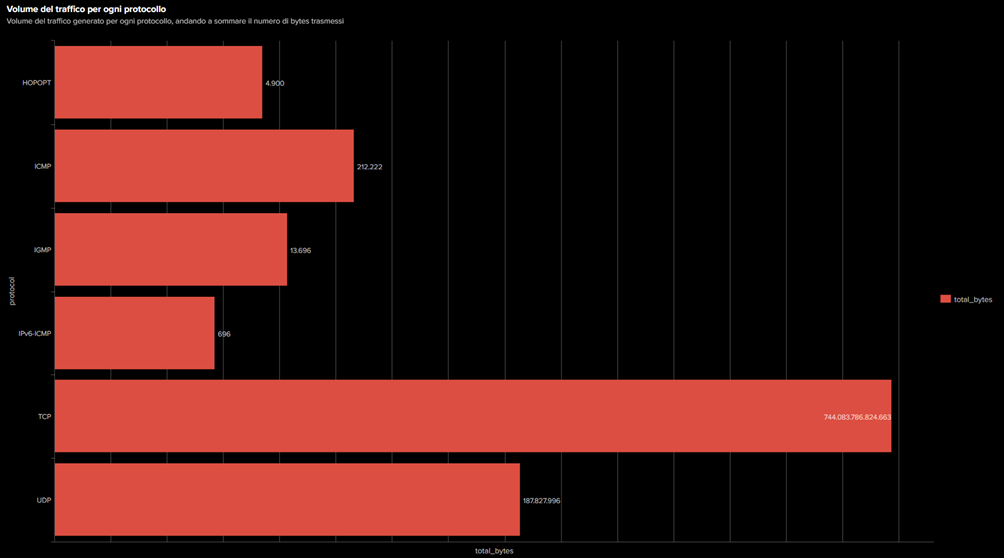 Volume del traffico per ogni protocollo
Volume del traffico generato per ogni protocollo, andando a sommare il numero di bytes trasmessi
HOPOPT
4.900
ICMP
212.222
IGMP
13.696
protocol
IPv6-ICMP
696
total_bytes
TCP
744.083.786.824.663
UDP
187.827.996
total_bytes